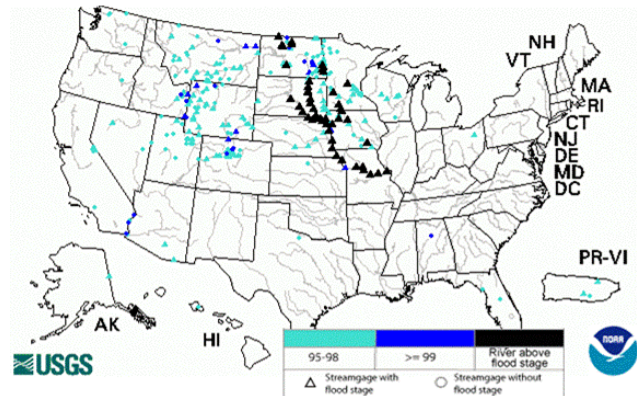 NH
VT
MA
RI
CT
NJ
DE
MD
DC
PR-VI
AK
HI
USGS
NOAA
95-98 >= 99 River above
flood stage
Streamgage with
flood stage
Streamgage without
flood stage